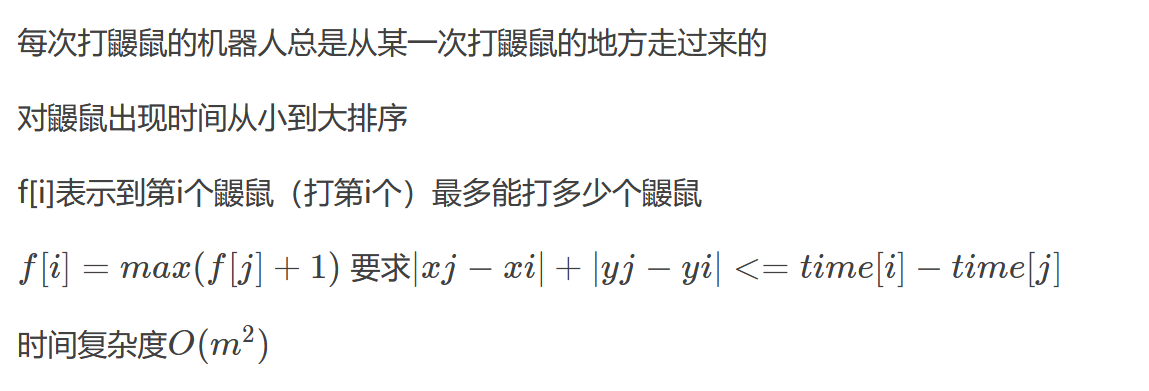 每次打鼹鼠的机器人总是从某一次打鼹鼠的地方走过来的
对鼹鼠出现时间从小到大排序
f[i]表示到第i个鼹鼠（打第i个）最多能打多少个鼹鼠
f[i] = max(f[j] + 1) 要求|xj − xi| + |yj − yi| <= time[i] − time[j]
时间复杂度O(m²)